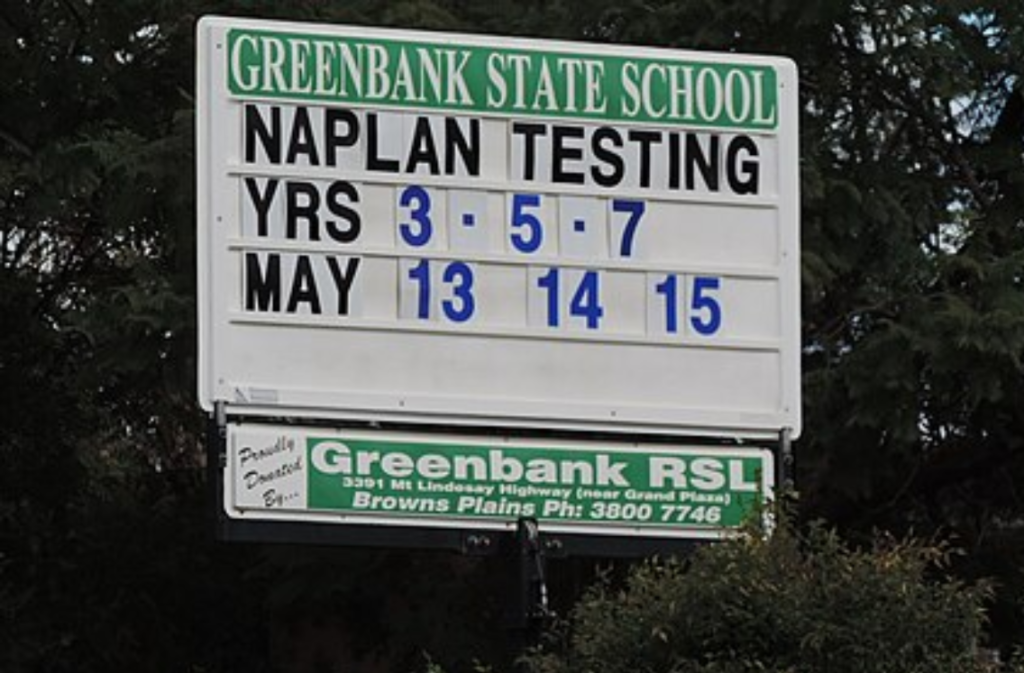 GREENBANK STATE SCHOOL
NAPLAN TESTING
YRS 3 · 5 · 7
MAY 13 14 15
Proudly
Donated
By...
Greenbank RSL
3391 Mt Lindesay Highway (near Grand Plaza)
Browns Plains Ph: 3800 7746